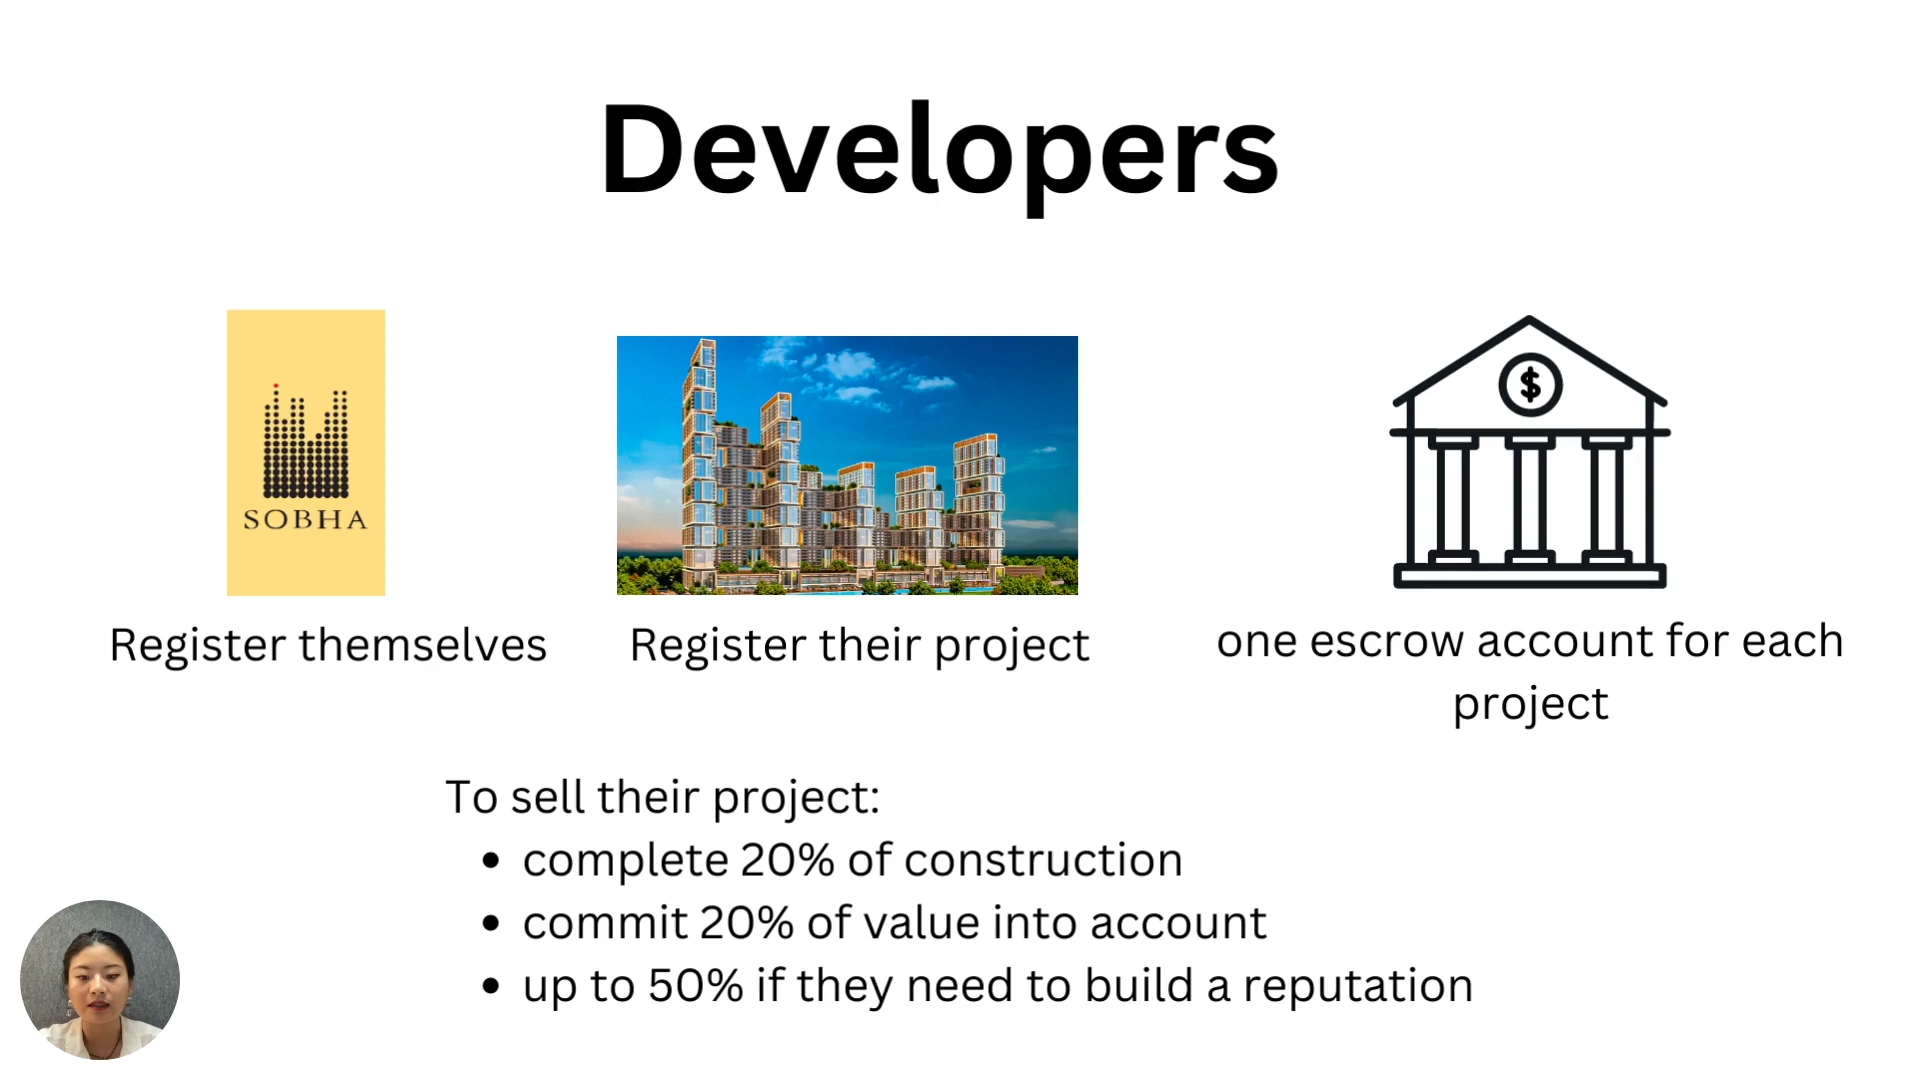 Developers
SOBHA
$
Register themselves
Register their project
one escrow account for each
project
To sell their project:
• complete 20% of construction
• commit 20% of value into account
• up to 50% if they need to build a reputation